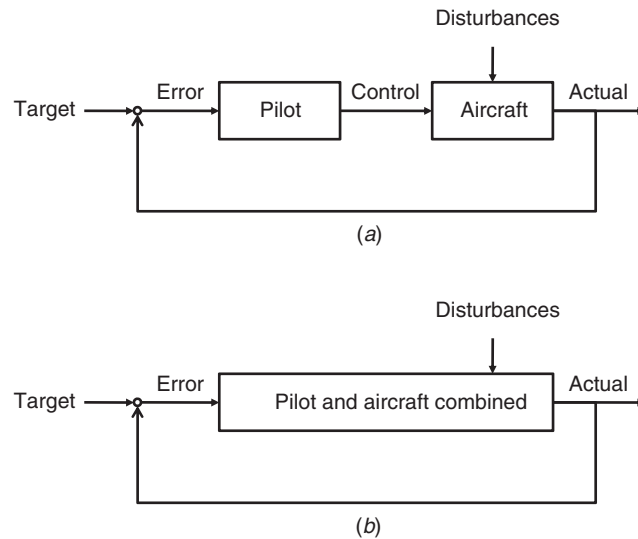 Disturbances
Target
Error
Pilot
Control
Aircraft
Actual
(a)
Disturbances
Target
Error
Pilot and aircraft combined
Actual
(b)